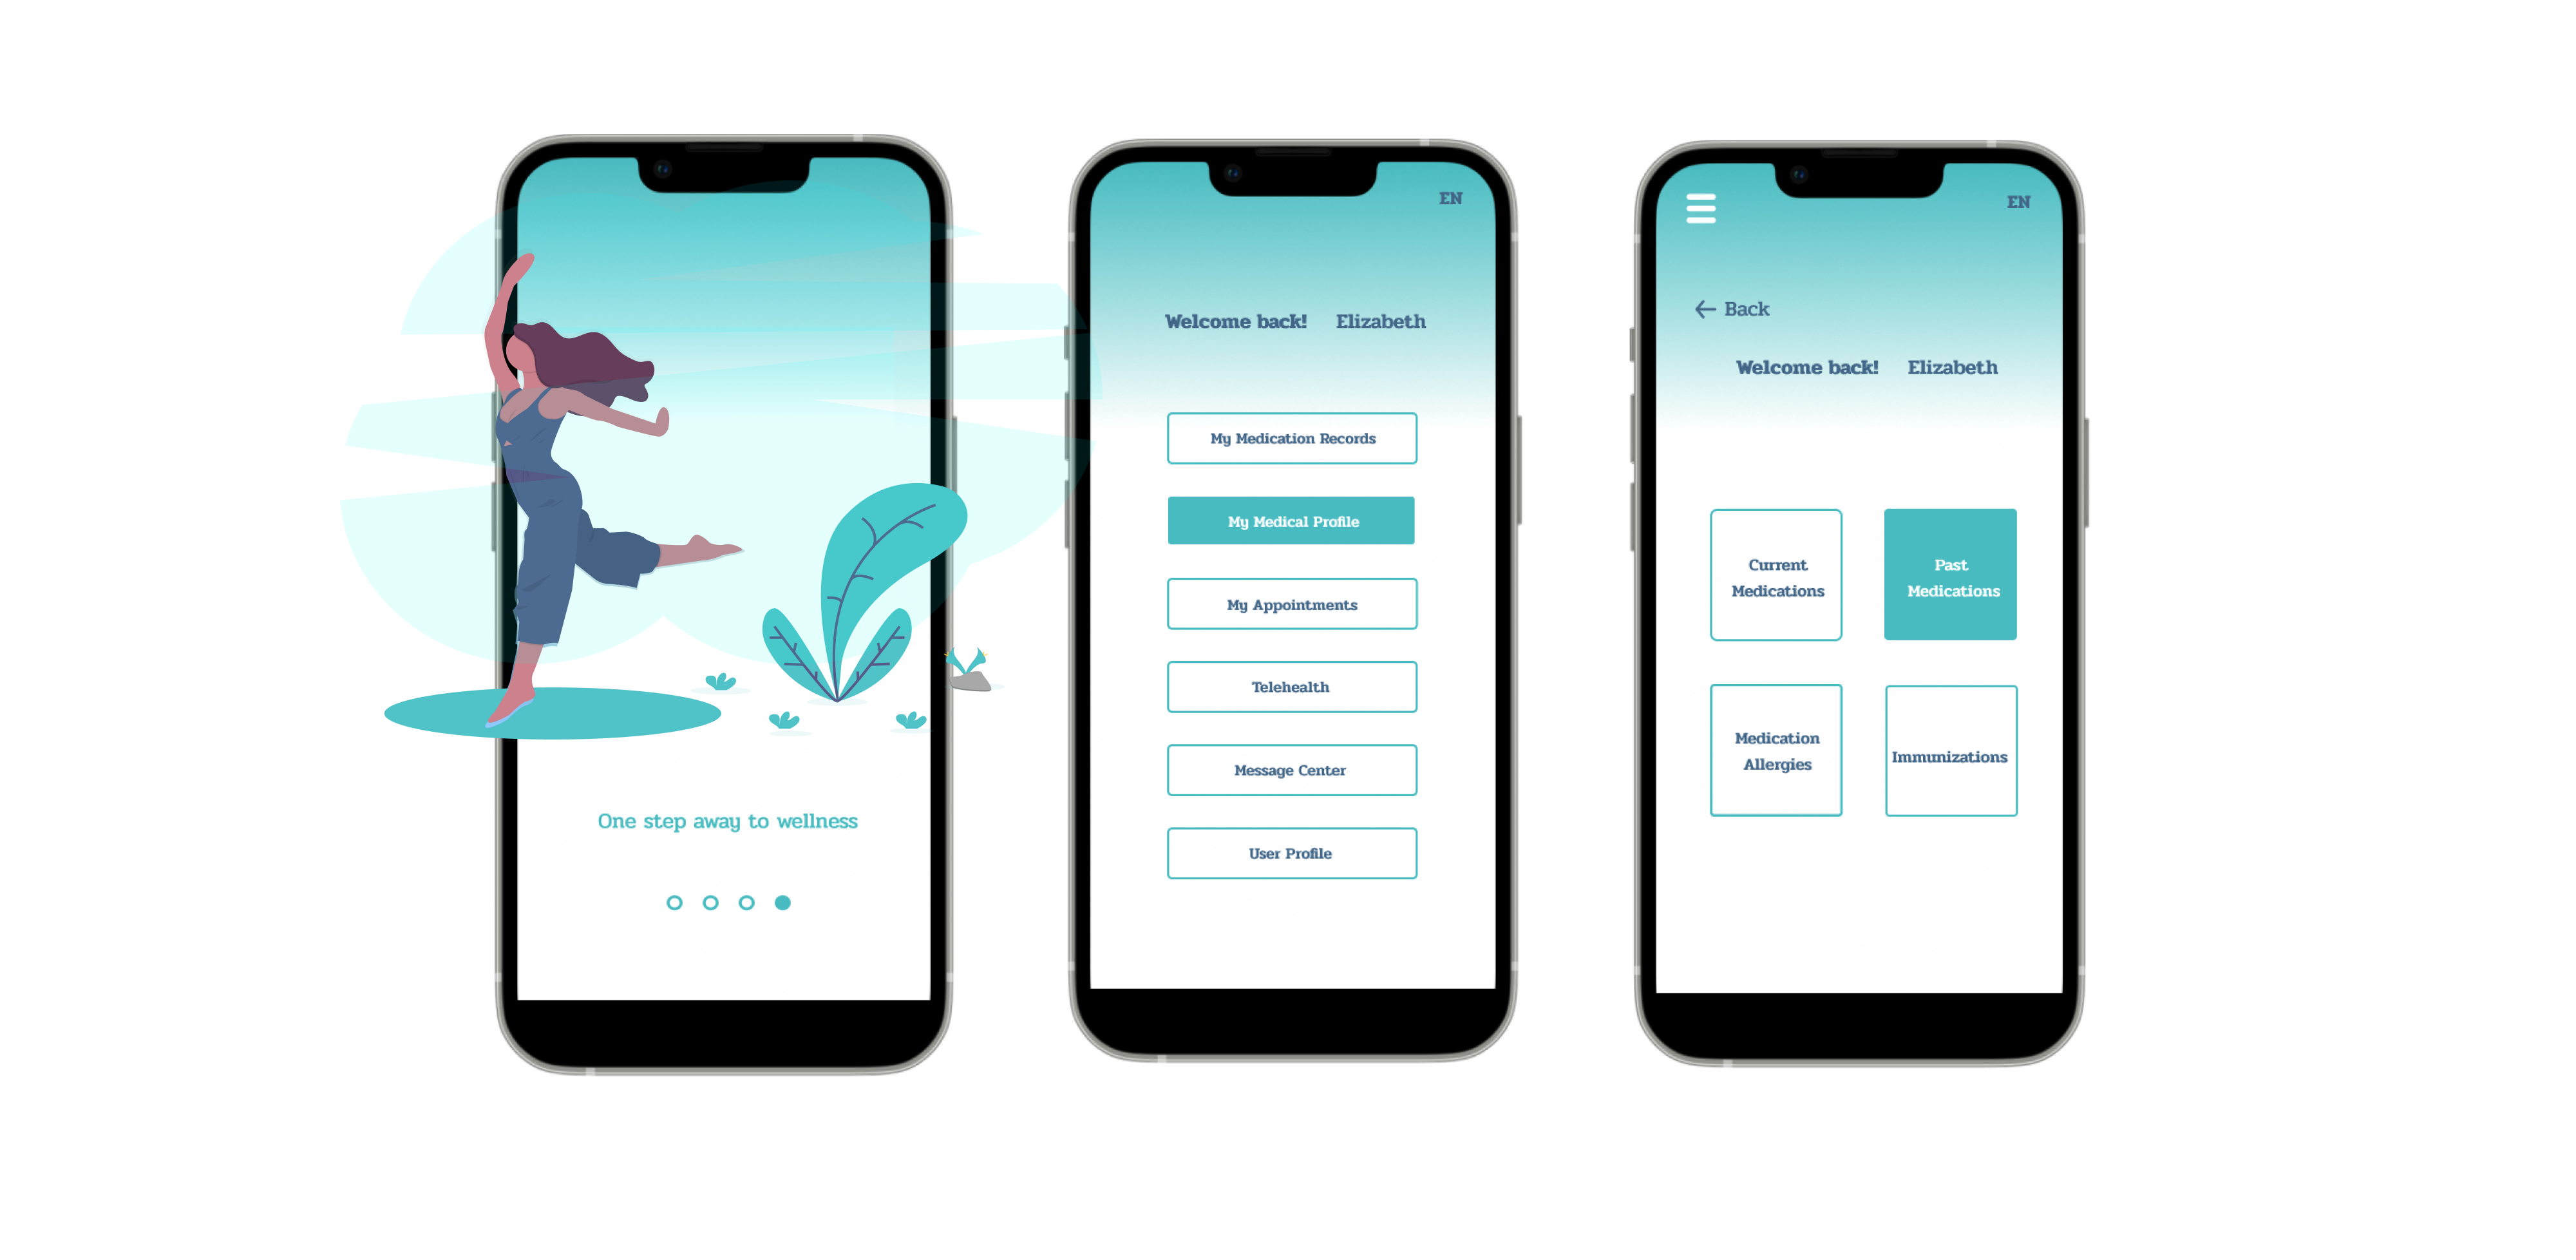 One step away to wellness
EN
Welcome back! Elizabeth
My Medication Records
My Medical Profile
My Appointments
Telehealth
Message Center
User Profile
EN
Back
Welcome back! Elizabeth
Current
Medications
Past
Medications
Medication
Allergies
Immunizations